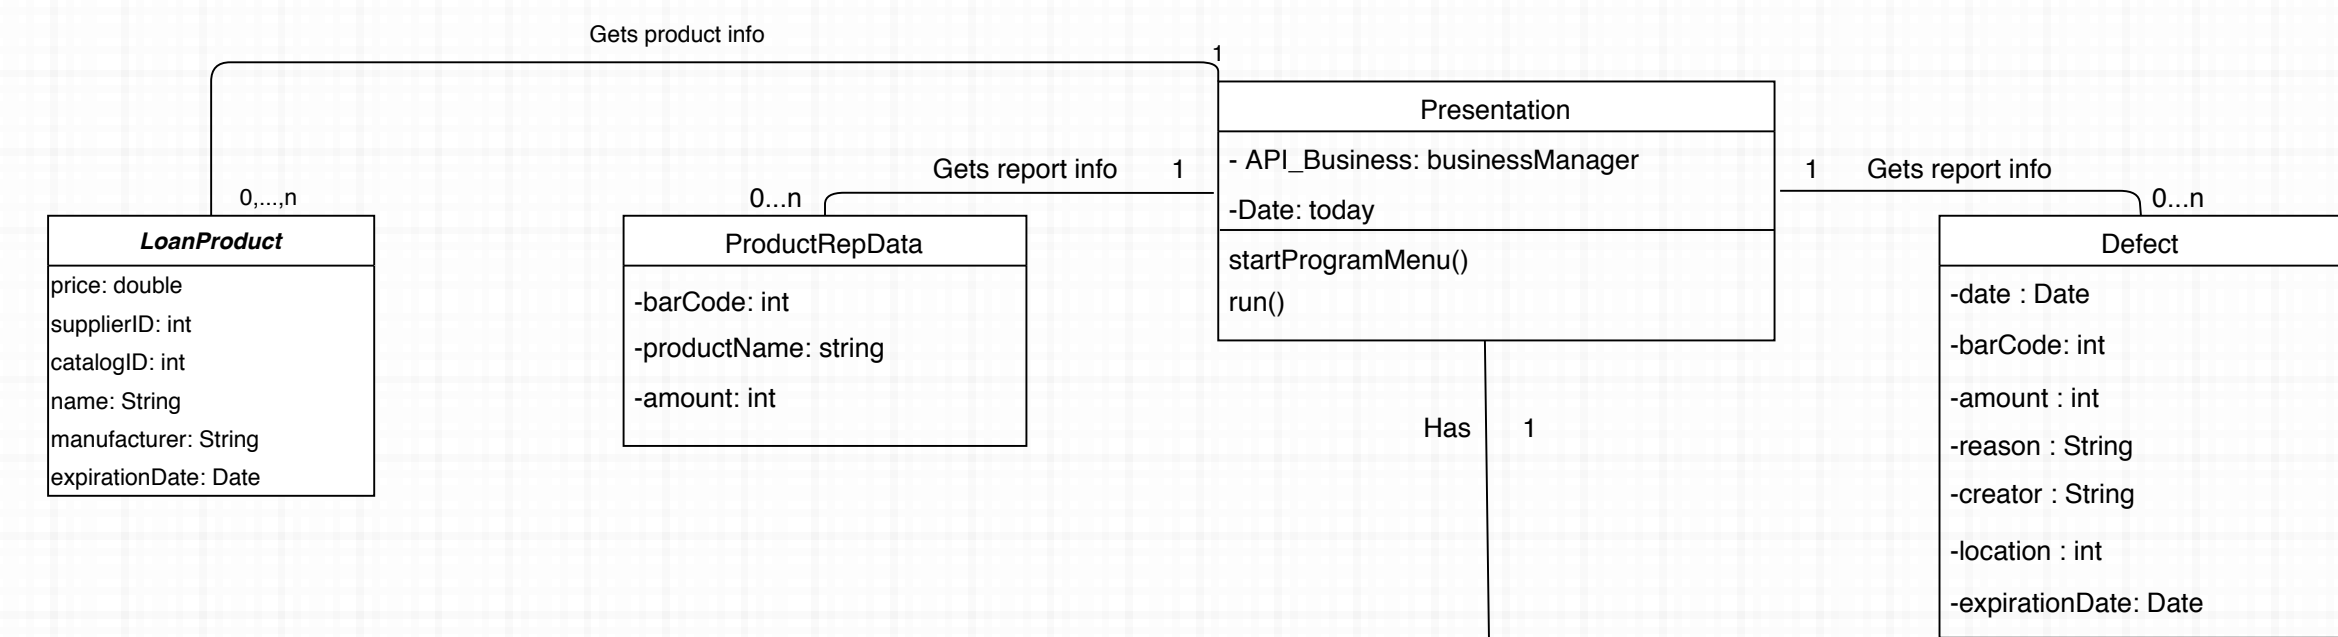 Gets product info
1
Presentation
- API_Business: businessManager
-Date: today
startProgramMenu()
run()
Gets report info 1
0...n
1 Gets report info
0...n
0,...,n
LoanProduct
price: double
supplierID: int
catalogID: int
name: String
manufacturer: String
expirationDate: Date
ProductRepData
-barCode: int
-productName: string
-amount: int
Has 1
Defect
-date : Date
-barCode: int
-amount : int
-reason : String
-creator : String
-location : int
-expirationDate: Date